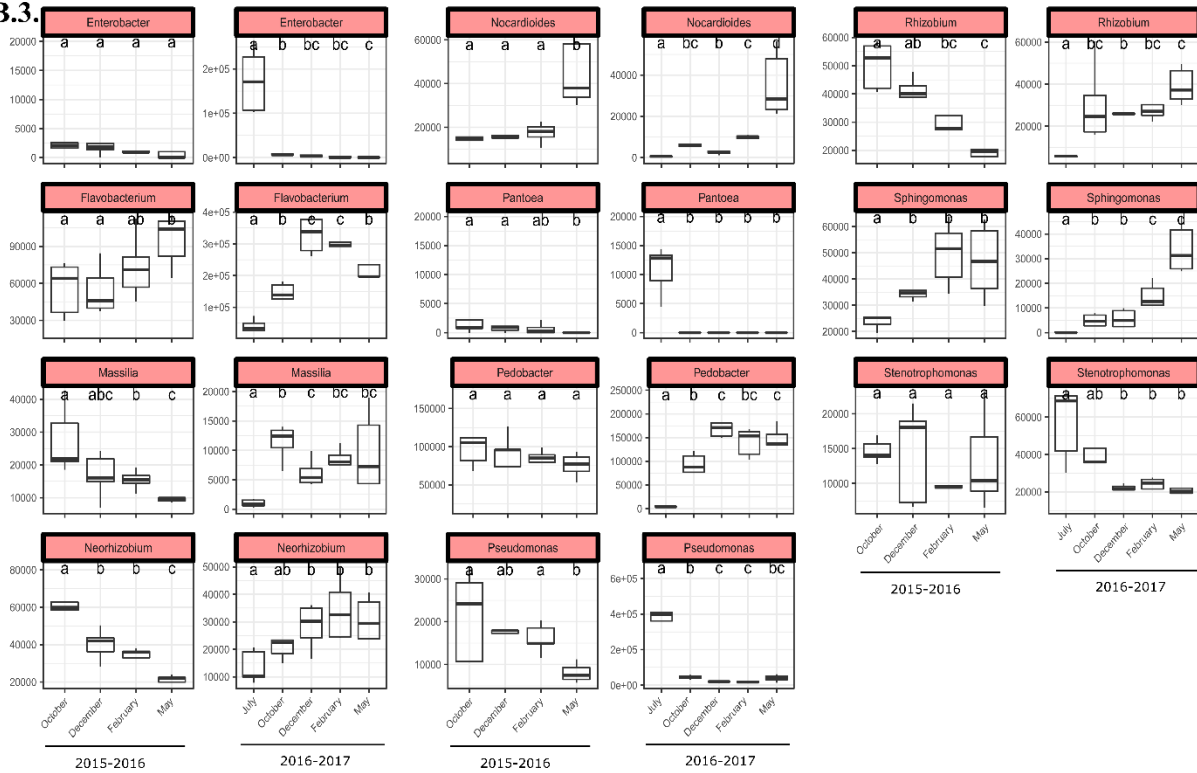 B.3.
Enterobacter
a a a a
20000
15000
10000
5000
0
Enterobacter
a b bc bc c
2e+05
1e+05
0e+00
Nocardioides
a a a b
60000
40000
20000
Nocardioides
a bc b c d
40000
20000
0
Rhizobium
a ab bc c
60000
50000
40000
30000
20000
Rhizobium
a bc b bc c
60000
40000
20000
Flavobacterium
a a ab b
90000
60000
30000
Flavobacterium
a b c c b
4e+05
3e+05
2e+05
1e+05
Pantoea
a a ab b
20000
15000
10000
5000
0
Pantoea
a b b b b
20000
15000
10000
5000
0
Sphingomonas
a b b b
60000
50000
40000
30000
20000
Sphingomonas
a b b c d
40000
30000
20000
10000
0
Massilia
a abc b c
40000
30000
20000
10000
Massilia
a b c bc bc
20000
15000
10000
5000
0
Pedobacter
a a a a
150000
100000
50000
0
Pedobacter
a b c bc bc
250000
200000
150000
100000
50000
0
Stenotrophomonas
a a a a
20000
15000
10000
October December February May
2015-2016
Stenotrophomonas
a ab b b b
60000
40000
20000
July October December February May
2016-2017
Neorhizobium
a b b c
80000
60000
40000
20000
October December February May
2015-2016
Neorhizobium
a ab b b b
50000
40000
30000
20000
10000
July October December February May
2016-2017
Pseudomonas
a ab a b
30000
20000
10000
October December February May
2015-2016
Pseudomonas
a b c c bc
6e+05
4e+05
2e+05
0e+00
July October December February May
2016-2017